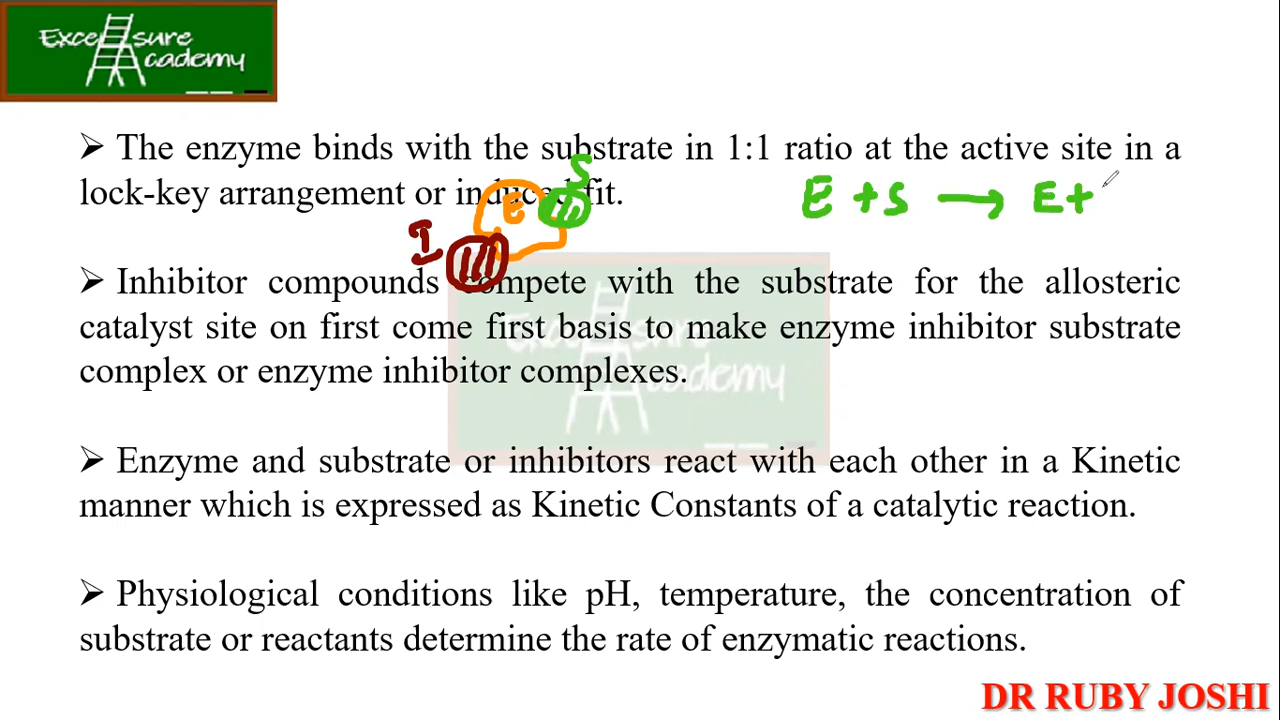 Excel sure
Academy
➢ The enzyme binds with the substrate in 1:1 ratio at the active site in a
lock-key arrangement or induced fit.
S
E
I
E + S → E +
➢ Inhibitor compounds compete with the substrate for the allosteric
catalyst site on first come first basis to make enzyme inhibitor substrate
complex or enzyme inhibitor complexes.
➢ Enzyme and substrate or inhibitors react with each other in a Kinetic
manner which is expressed as Kinetic Constants of a catalytic reaction.
➢ Physiological conditions like pH, temperature, the concentration of
substrate or reactants determine the rate of enzymatic reactions.
DR RUBY JOSHI